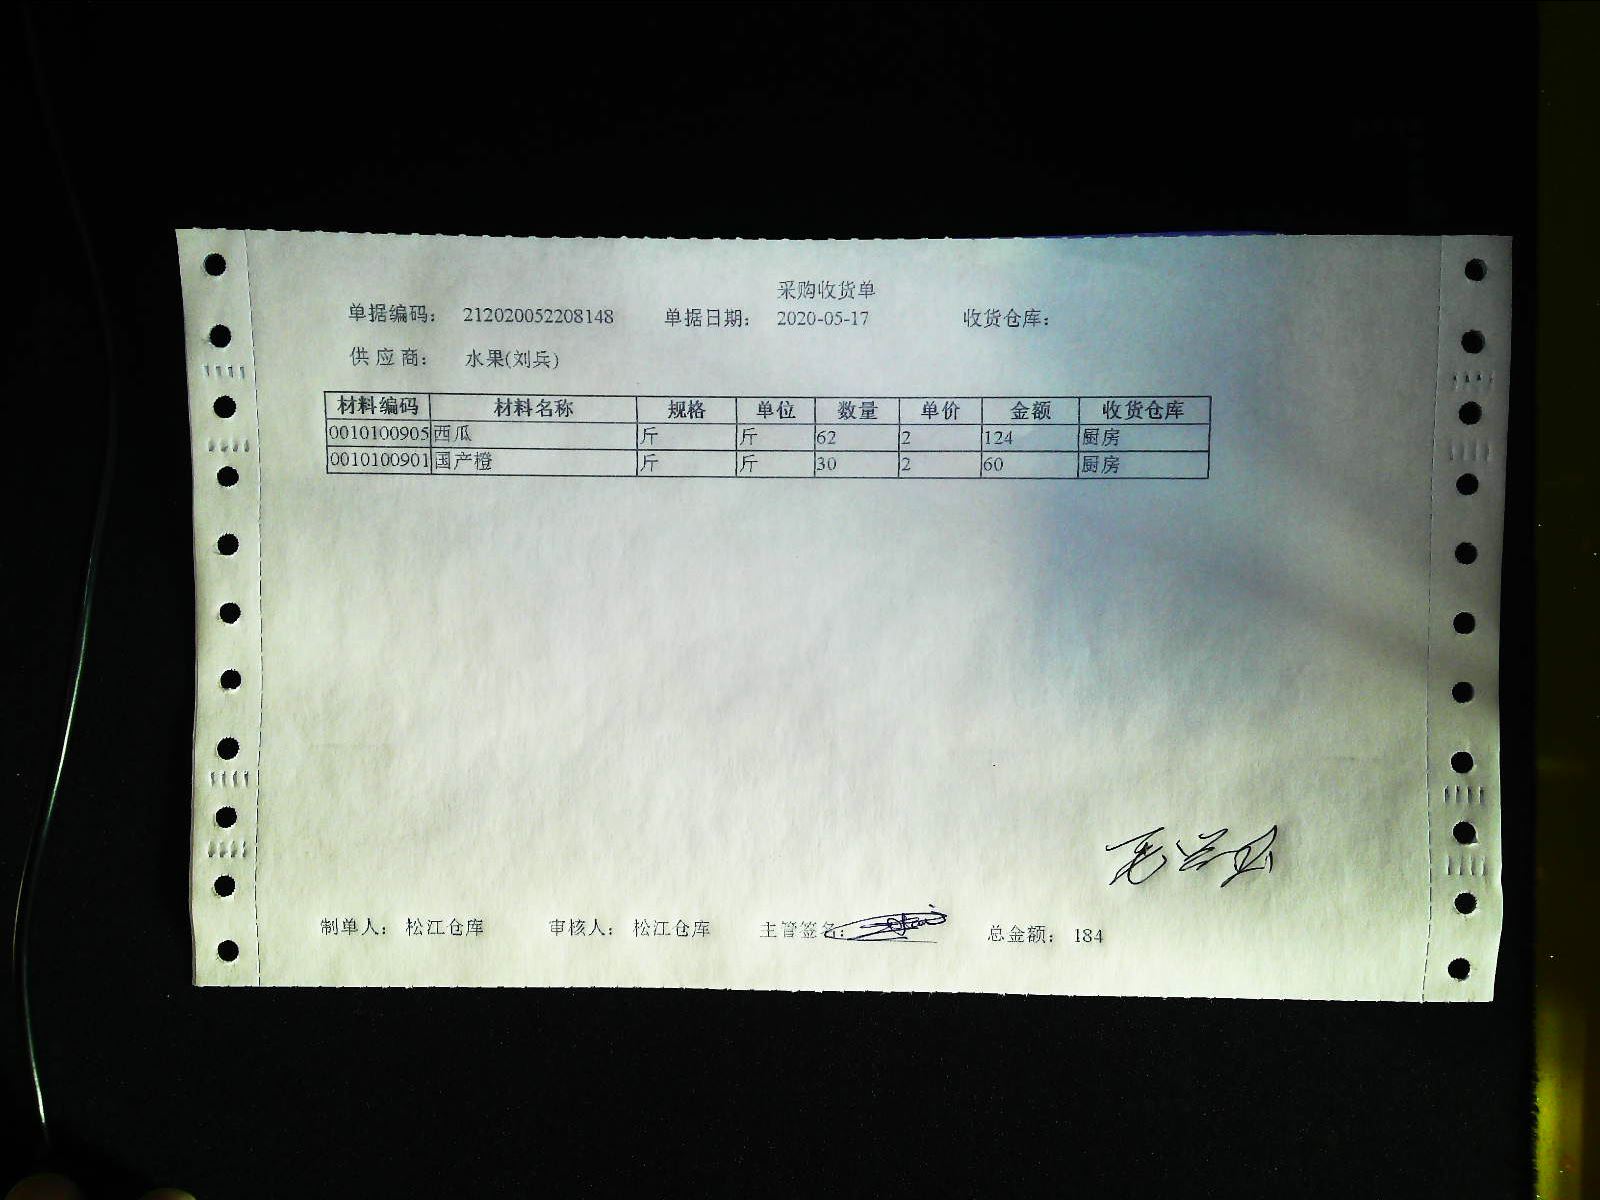 采购收货单
单据编码： 212020052208148 单据日期： 2020-05-17 收货仓库：
供应商： 水果(刘兵)
材料编码 材料名称 规格 单位 数量 单价 金额 收货仓库
0010100905 西瓜 斤 斤 62 2 124 厨房
0010100901 国产橙 斤 斤 30 2 60 厨房
制单人： 松江仓库 审核人： 松江仓库 主管签名： 总金额： 184